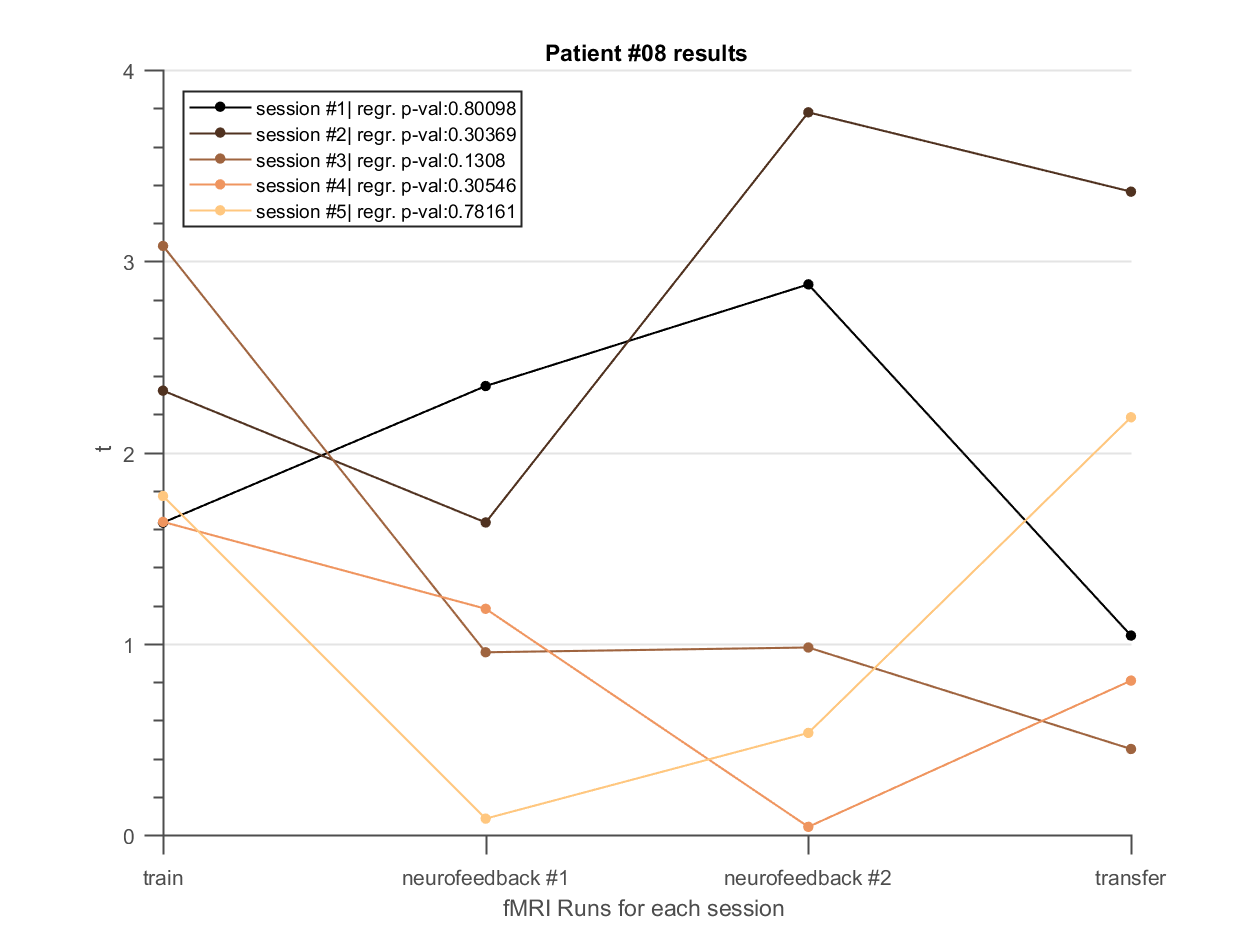 Patient #08 results
4
3
2
1
0
t
session #1| regr. p-val:0.80098
session #2| regr. p-val:0.30369
session #3| regr. p-val:0.1308
session #4| regr. p-val:0.30546
session #5| regr. p-val:0.78161
train
neurofeedback #1
neurofeedback #2
transfer
fMRI Runs for each session